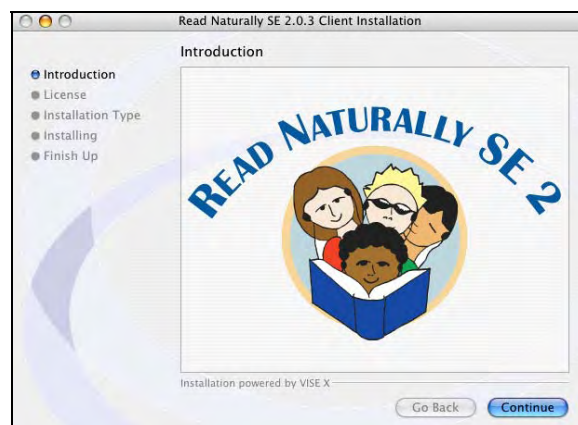 Read Naturally SE 2.0.3 Client Installation
Introduction
Introduction
License
Installation Type
Installing
Finish Up
READ NATURALLY SE 2
Installation powered by VISE X
Go Back
Continue